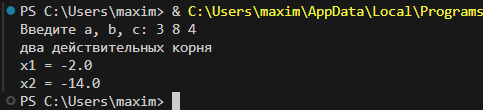 PS C:\Users\maxim> & C:\Users\maxim\AppData\Local\Programs
Введите a, b, c: 3 8 4
два действительных корня
x1 = -2.0
x2 = -14.0
PS C:\Users\maxim>